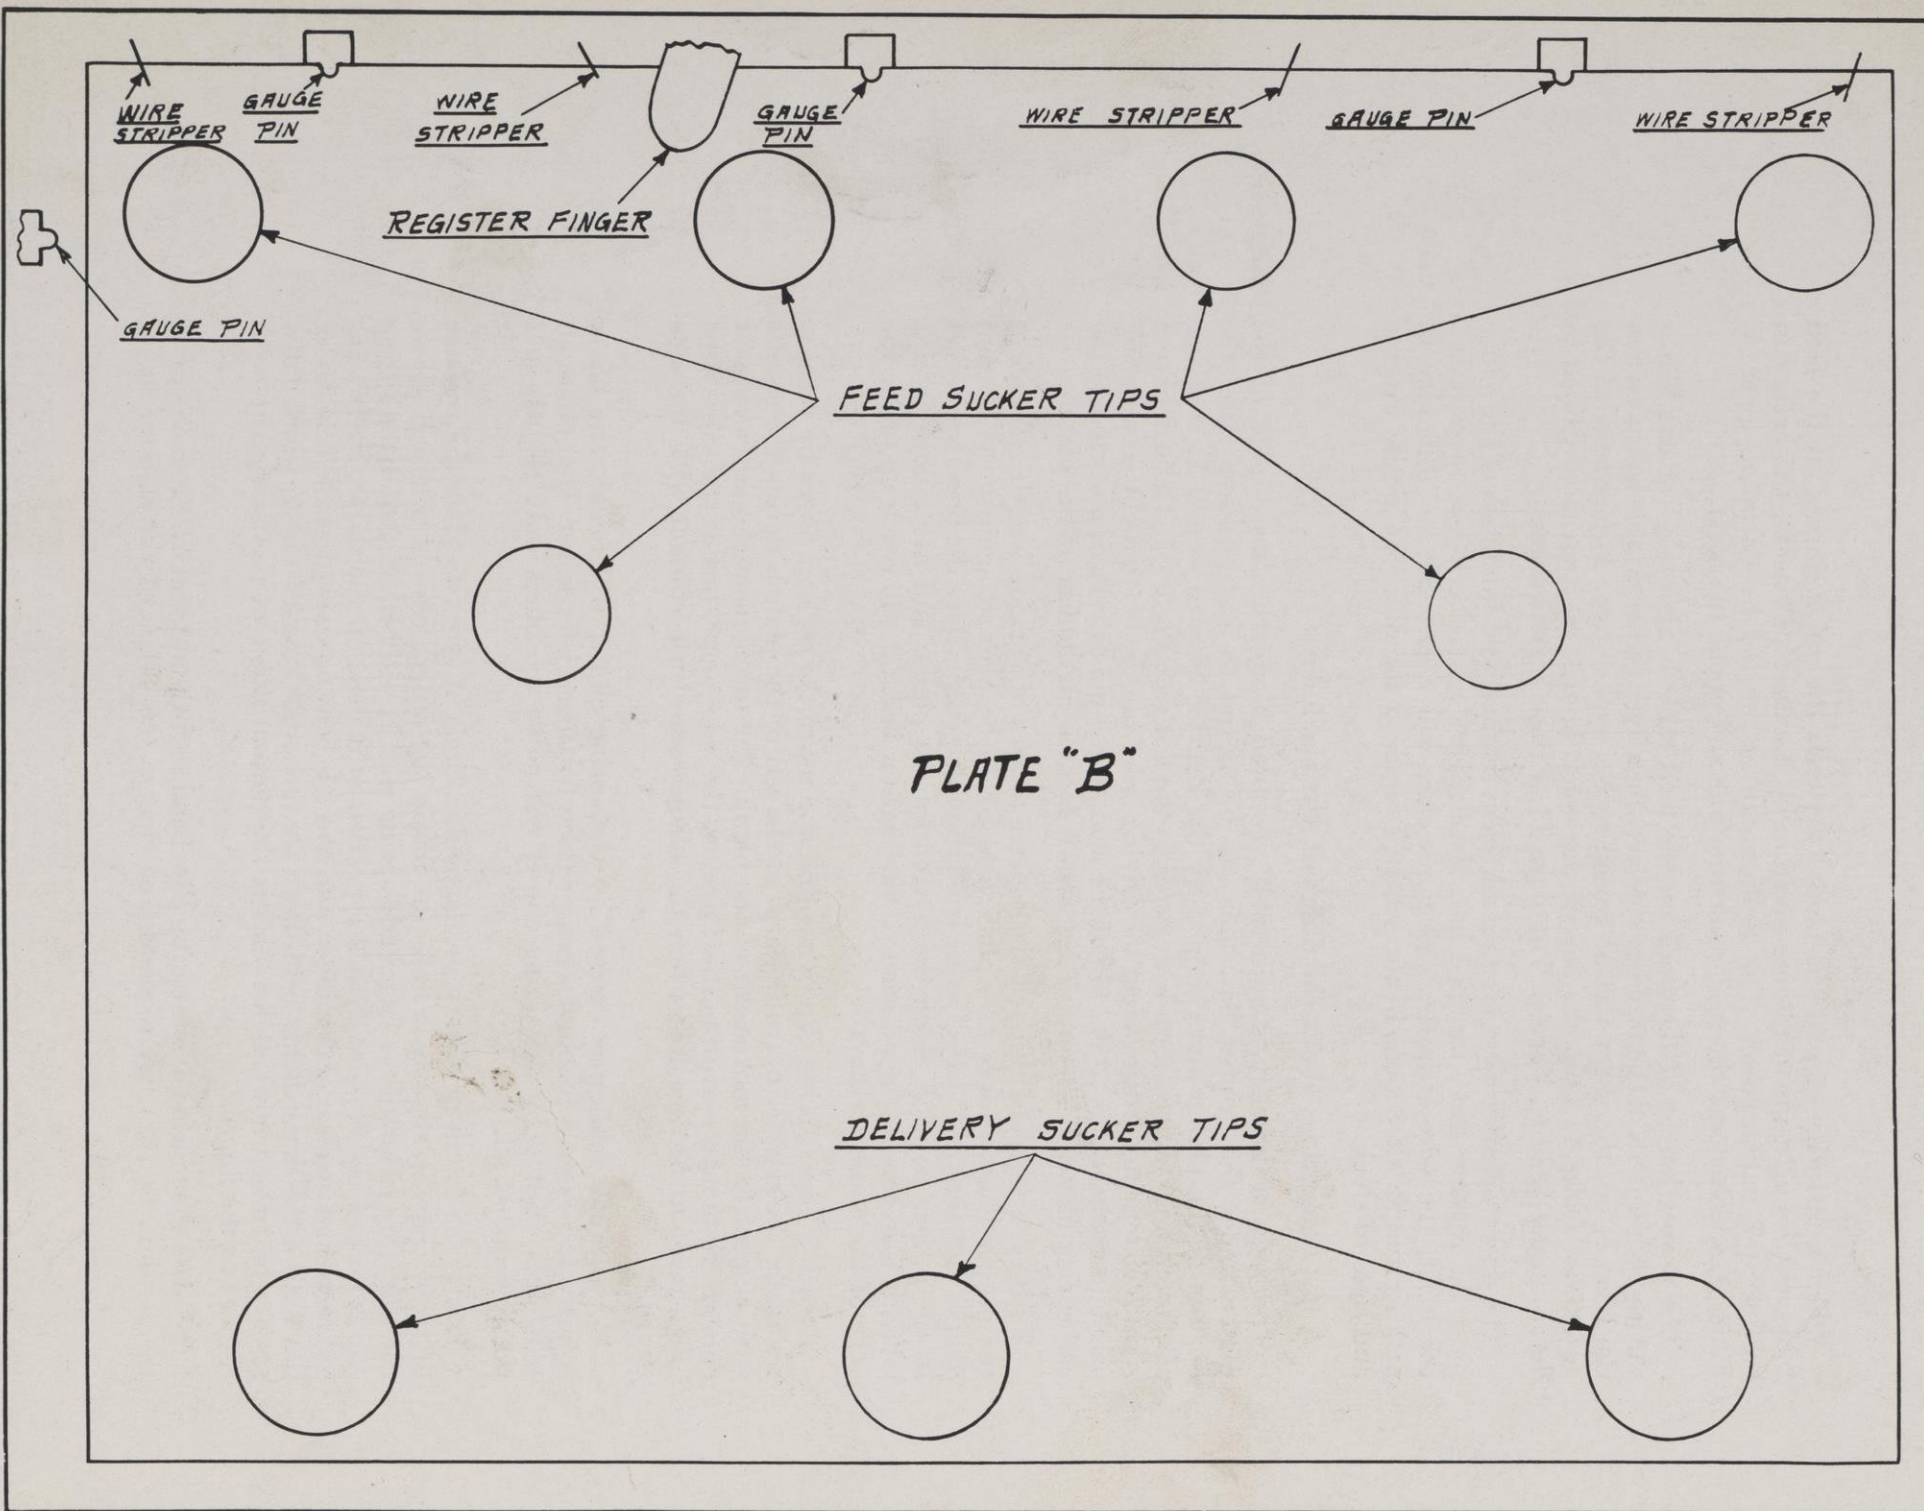 WIRE
STRIPPER
GAUGE
PIN
WIRE
STRIPPER
GAUGE
PIN
WIRE STRIPPER
GAUGE PIN
WIRE STRIPPER
REGISTER FINGER
GAUGE PIN
FEED SUCKER TIPS
PLATE "B"
DELIVERY SUCKER TIPS